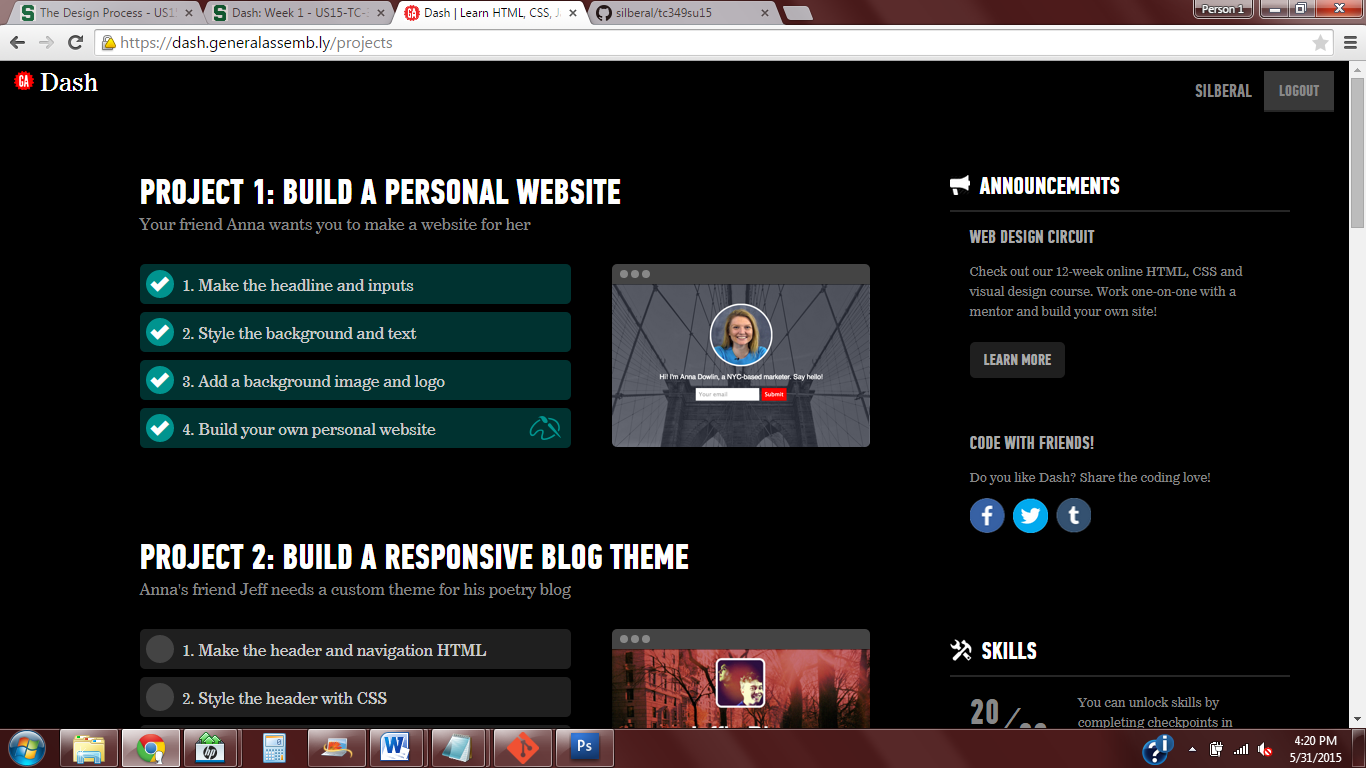 The Design Process - US15
Dash: Week 1 - US15-TC-
Dash | Learn HTML, CSS, J
silberal/tc349su15
Person 1
https://dash.generalassemb.ly/projects
GA Dash
SILBERAL
LOGOUT
PROJECT 1: BUILD A PERSONAL WEBSITE
Your friend Anna wants you to make a website for her
1. Make the headline and inputs
2. Style the background and text
3. Add a background image and logo
4. Build your own personal website
Hi! I'm Anna Dowlin, a NYC-based marketer. Say hello!
Your email
Submit
PROJECT 2: BUILD A RESPONSIVE BLOG THEME
Anna's friend Jeff needs a custom theme for his poetry blog
1. Make the header and navigation HTML
2. Style the header with CSS
ANNOUNCEMENTS
WEB DESIGN CIRCUIT
Check out our 12-week online HTML, CSS and
visual design course. Work one-on-one with a
mentor and build your own site!
LEARN MORE
CODE WITH FRIENDS!
Do you like Dash? Share the coding love!
SKILLS
20/
You can unlock skills by
completing checkpoints in
hp
W
Ps
4:20 PM
5/31/2015